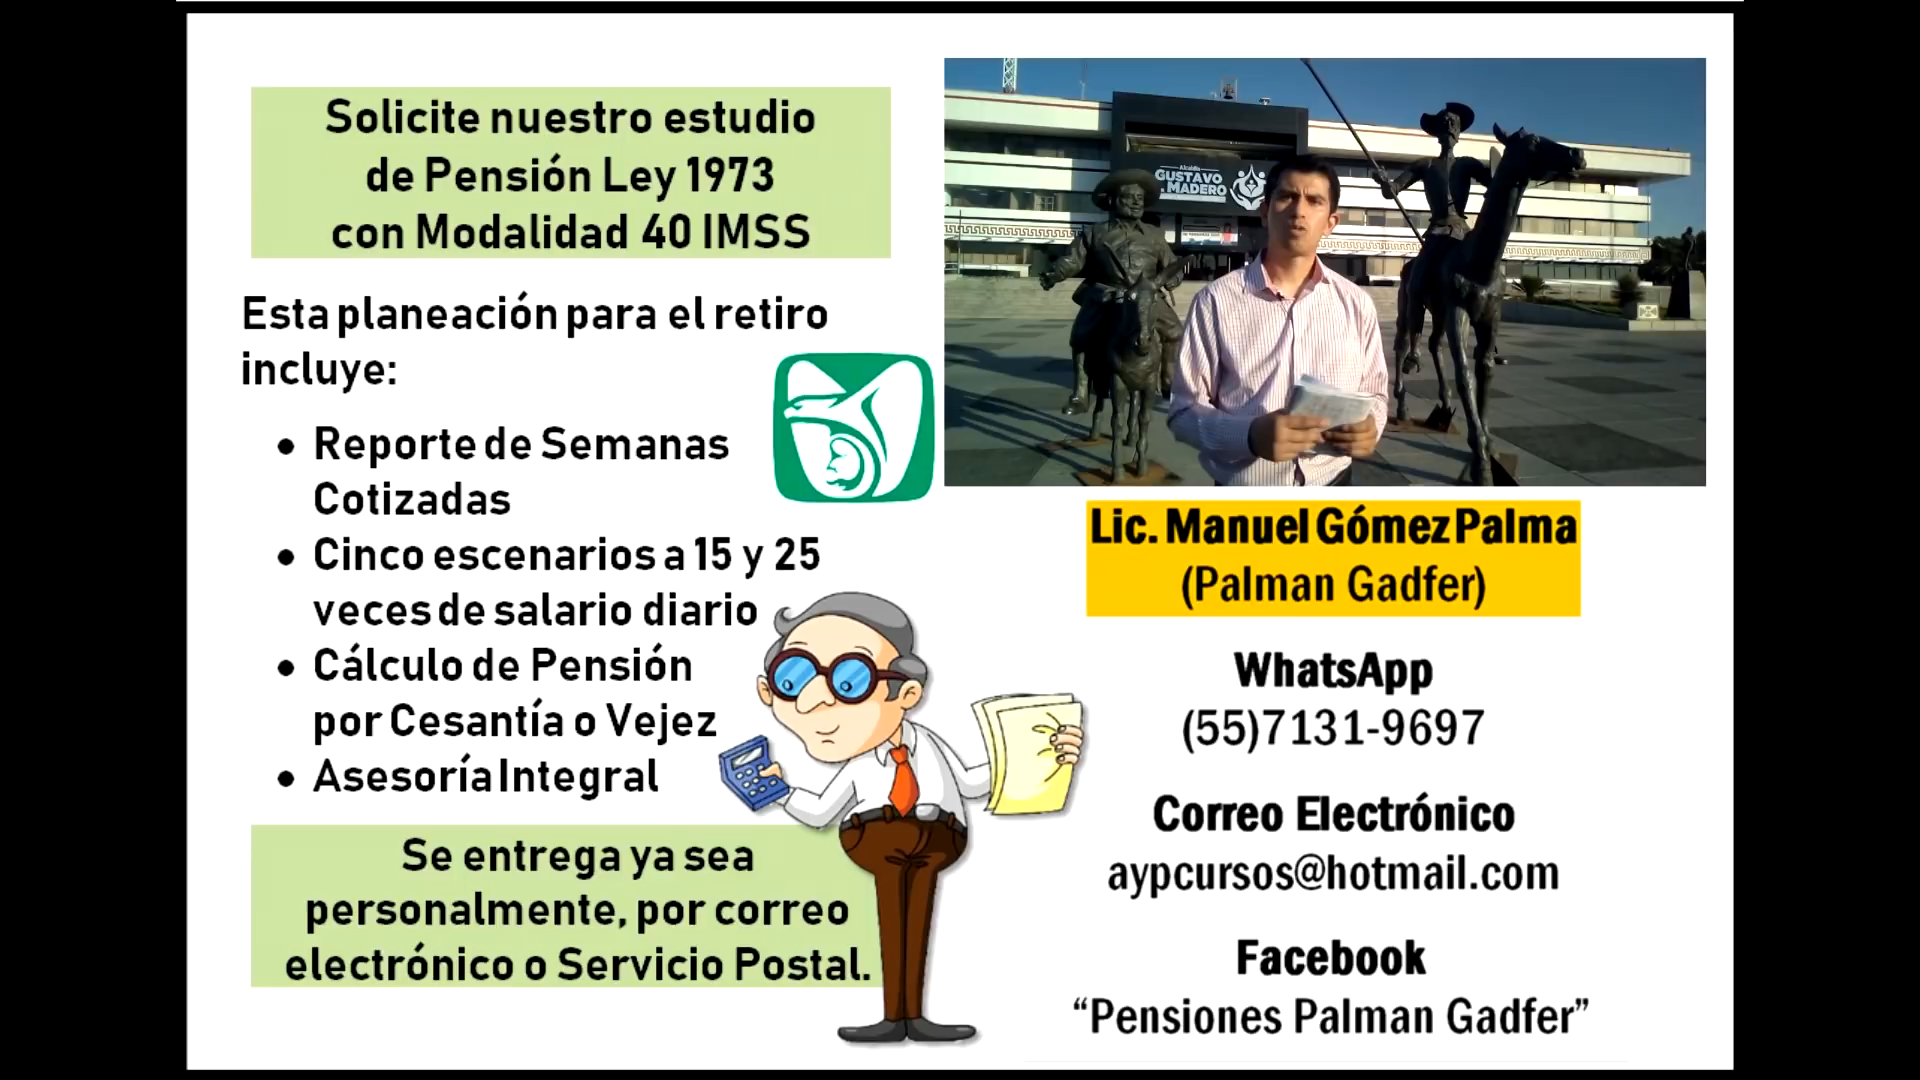 Solicite nuestro estudio
de Pensión Ley 1973
con Modalidad 40 IMSS
Esta planeación para el retiro
incluye:
• Reporte de Semanas
Cotizadas
• Cinco escenarios a 15 y 25
veces de salario diario
• Cálculo de Pensión
por Cesantía o Vejez
• Asesoría Integral
Se entrega ya sea
personalmente, por correo
electrónico o Servicio Postal.
Alcaldía
GUSTAVO
A. MADERO
Lic. Manuel Gómez Palma
(Palman Gadfer)
WhatsApp
(55)7131-9697
Correo Electrónico
aypcursos@hotmail.com
Facebook
“Pensiones Palman Gadfer”